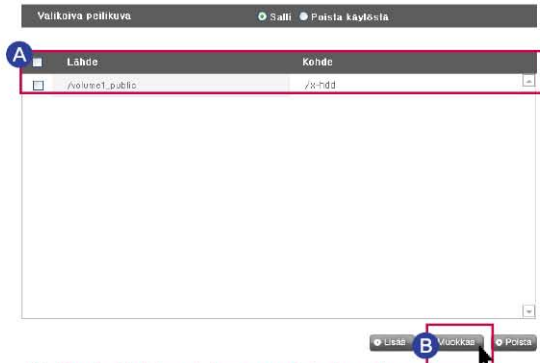 Valikoiva peilikuva Salli Poista käytöstä
A Lähde Kohde
/volume1_public /x-hdd
Lisää B Muokkaa Poista